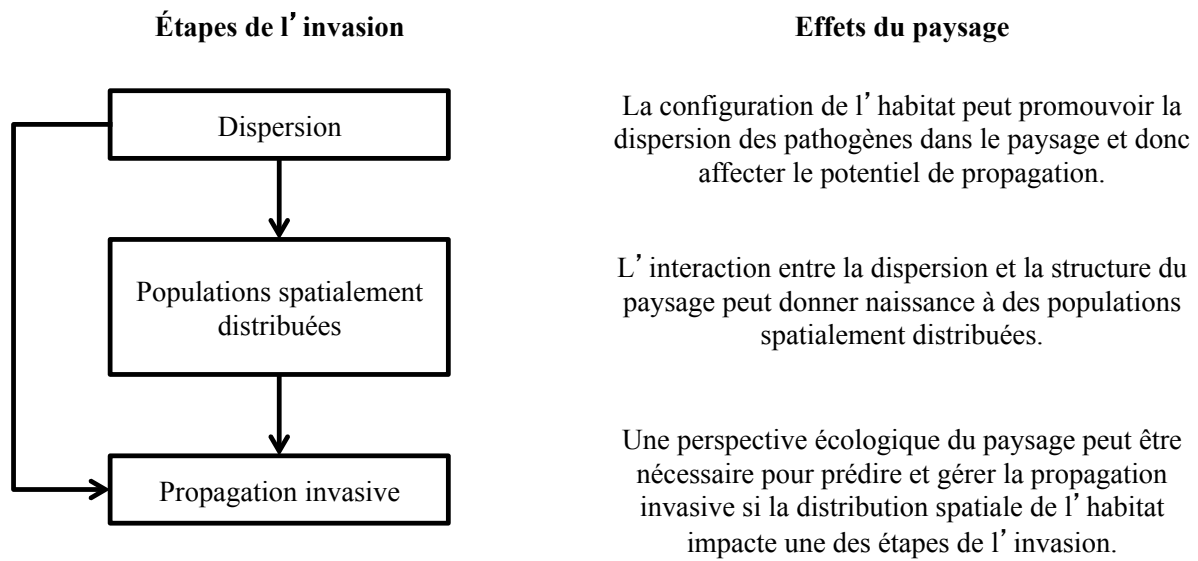 Étapes de l’invasion
Effets du paysage
Dispersion
La configuration de l’habitat peut promouvoir la
dispersion des pathogènes dans le paysage et donc
affecter le potentiel de propagation.
Populations spatialement
distribuées
L’interaction entre la dispersion et la structure du
paysage peut donner naissance à des populations
spatialement distribuées.
Propagation invasive
Une perspective écologique du paysage peut être
nécessaire pour prédire et gérer la propagation
invasive si la distribution spatiale de l’habitat
impacte une des étapes de l’invasion.